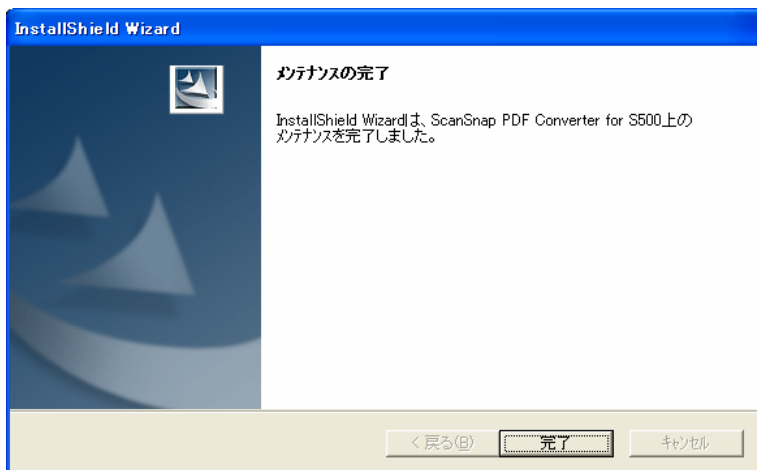 InstallShield Wizard
ﾒﾝﾃﾅﾝｽの完了
InstallShield Wizardは、ScanSnap PDF Converter for S500上の
ﾒﾝﾃﾅﾝｽを完了しました。
< 戻る(B)
完了
ｷｬﾝｾﾙ